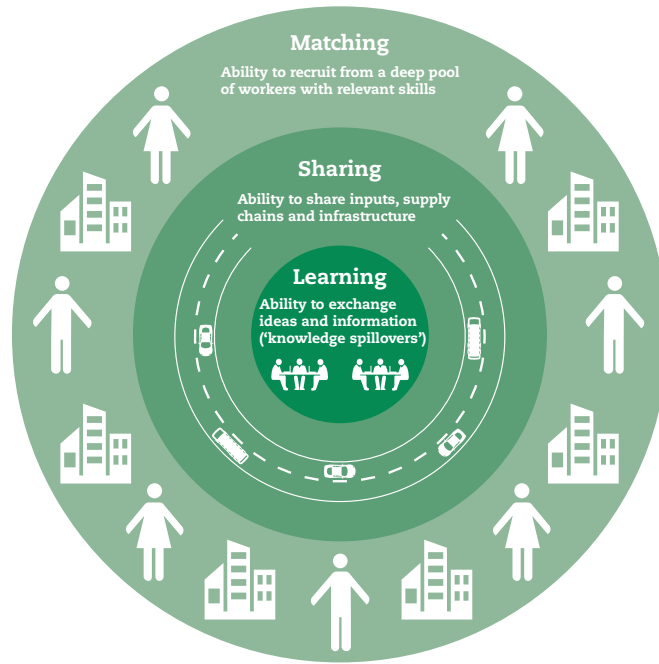 Matching
Ability to recruit from a deep pool
of workers with relevant skills
Sharing
Ability to share inputs, supply
chains and infrastructure
Learning
Ability to exchange
ideas and information
(‘knowledge spillovers’)